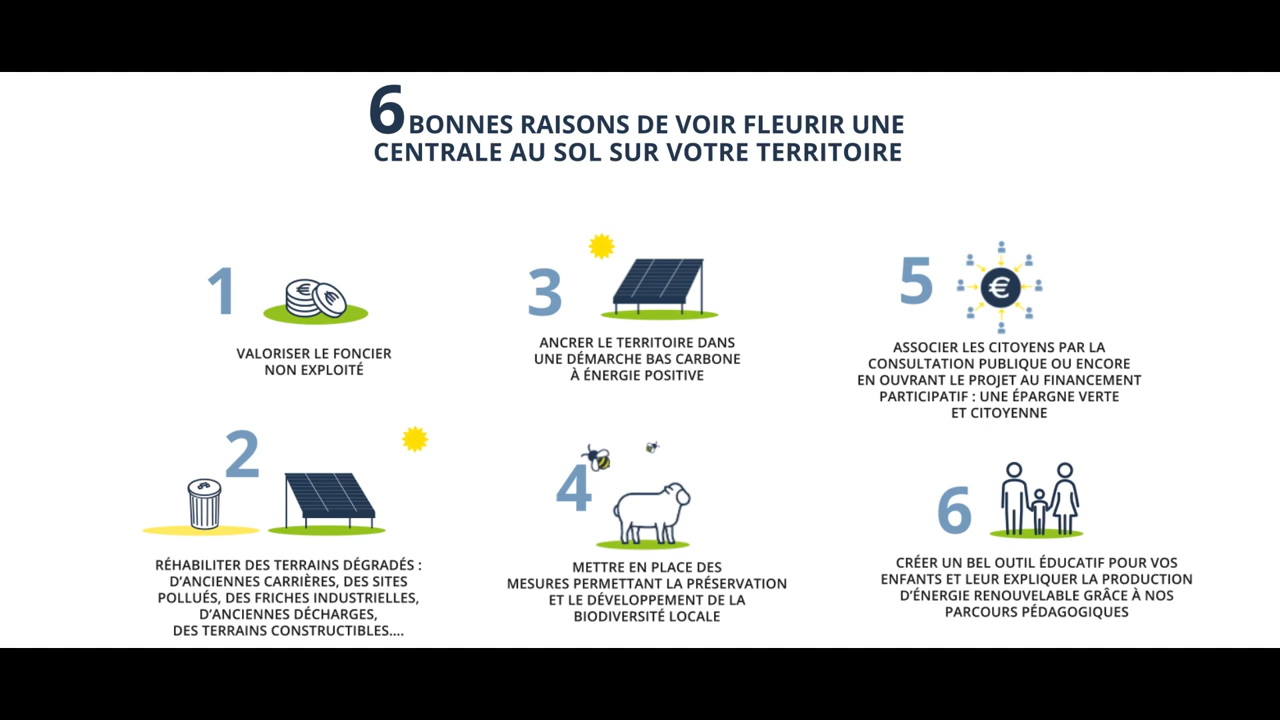 6 BONNES RAISONS DE VOIR FLEURIR UNE
CENTRALE AU SOL SUR VOTRE TERRITOIRE
1
VALORISER LE FONCIER
NON EXPLOITÉ
2
RÉHABILITER DES TERRAINS DÉGRADÉS :
D'ANCIENNES CARRIÈRES, DES SITES
POLLUÉS, DES FRICHES INDUSTRIELLES,
D'ANCIENNES DÉCHARGES,
DES TERRAINS CONSTRUCTIBLES....
3
ANCRER LE TERRITOIRE DANS
UNE DÉMARCHE BAS CARBONE
À ÉNERGIE POSITIVE
4
METTRE EN PLACE DES
MESURES PERMETTANT LA PRÉSERVATION
ET LE DÉVELOPPEMENT DE LA
BIODIVERSITÉ LOCALE
5
€
ASSOCIER LES CITOYENS PAR LA
CONSULTATION PUBLIQUE OU ENCORE
EN OUVRANT LE PROJET AU FINANCEMENT
PARTICIPATIF : UNE ÉPARGNE VERTE
ET CITOYENNE
6
CRÉER UN BEL OUTIL ÉDUCATIF POUR VOS
ENFANTS ET LEUR EXPLIQUER LA PRODUCTION
D'ÉNERGIE RENOUVELABLE GRÂCE À NOS
PARCOURS PÉDAGOGIQUES